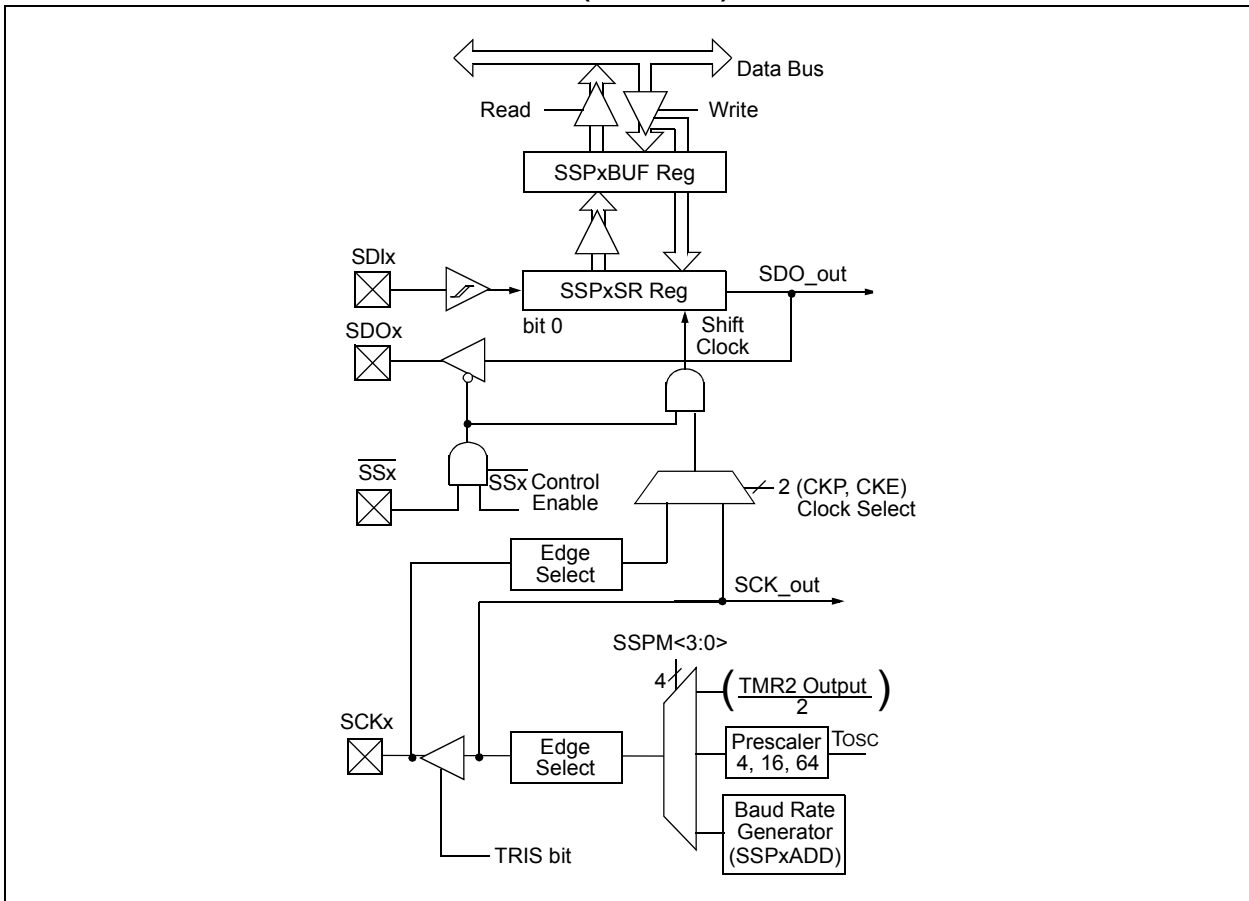 Data Bus
Read
Write
SSPxBUF Reg
SDIx
SDO_out
SSPxSR Reg
bit 0
Shift
Clock
SDOx
SSx
SSx Control
Enable
2 (CKP, CKE)
Clock Select
Edge
Select
SCK_out
SSPM<3:0>
4
(TMR2 Output)
2
SCKx
Edge
Select
Prescaler
4, 16, 64
TOSC
Baud Rate
Generator
(SSPxADD)
TRIS bit